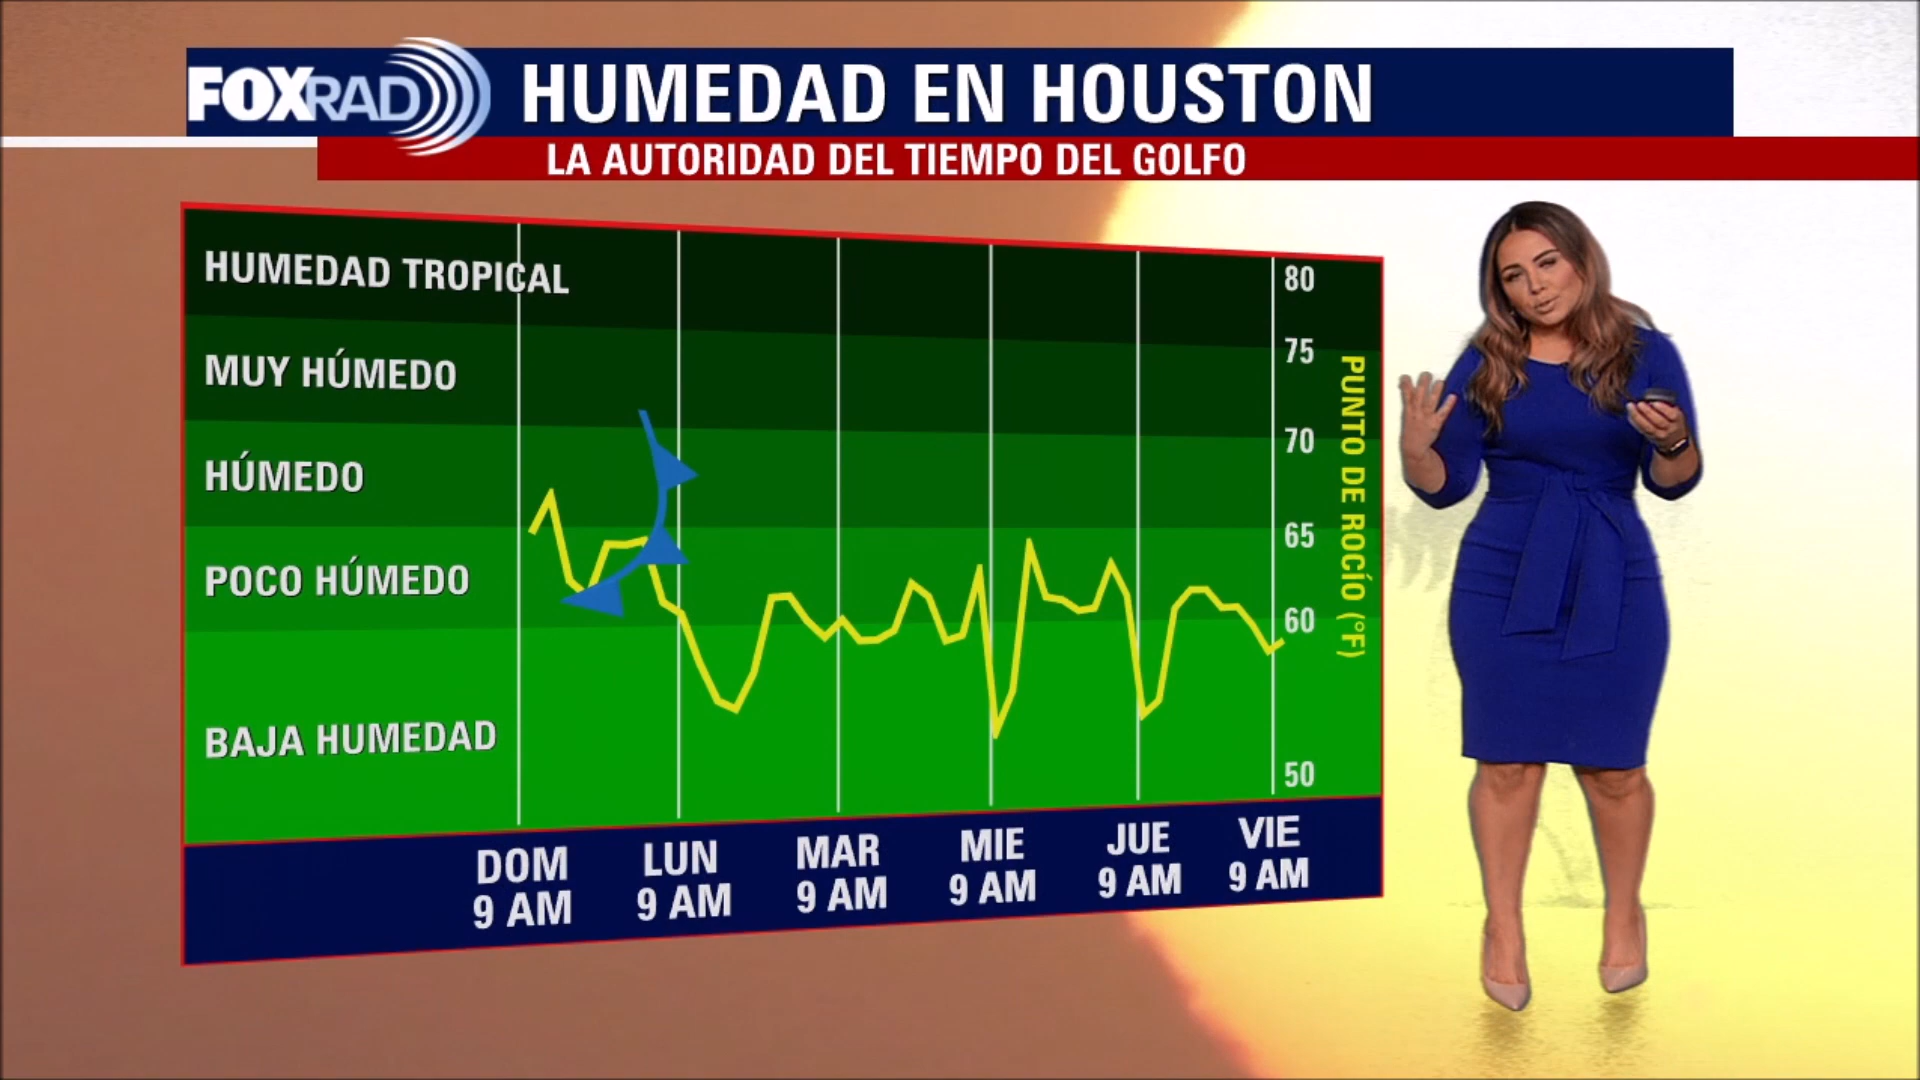 FOXRAD
HUMEDAD EN HOUSTON
LA AUTORIDAD DEL TIEMPO DEL GOLFO
HUMEDAD TROPICAL
MUY HÚMEDO
HÚMEDO
POCO HÚMEDO
BAJA HUMEDAD
80
75
70
65
60
50
PUNTO DE ROCÍO (°F)
DOM
9 AM
LUN
9 AM
MAR
9 AM
MIE
9 AM
JUE
9 AM
VIE
9 AM